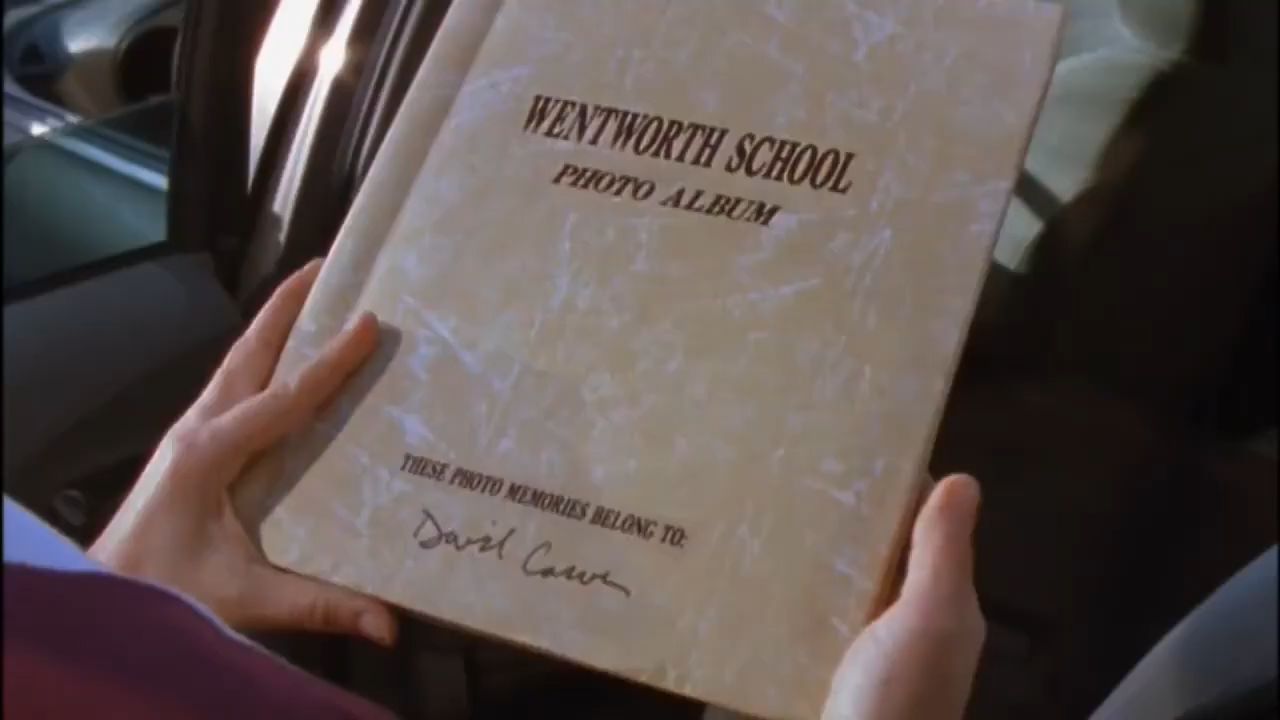 WENTWORTH SCHOOL
PHOTO ALBUM
THESE PHOTO MEMORIES BELONG TO:
David